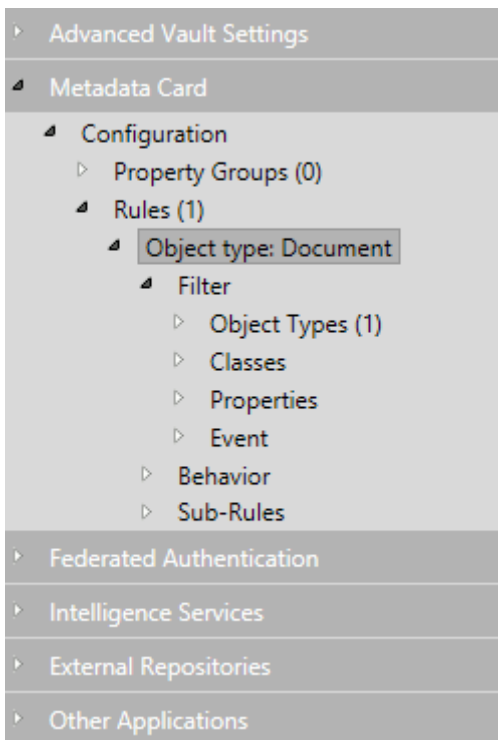 Advanced Vault Settings
Metadata Card
Configuration
Property Groups (0)
Rules (1)
Object type: Document
Filter
Object Types (1)
Classes
Properties
Event
Behavior
Sub-Rules
Federated Authentication
Intelligence Services
External Repositories
Other Applications